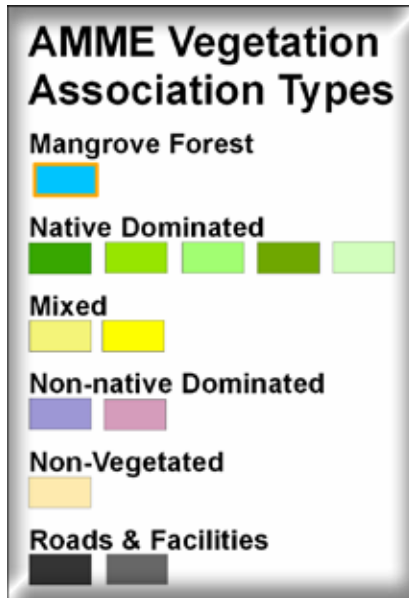 AMME Vegetation
Association Types
Mangrove Forest
Native Dominated
Mixed
Non-native Dominated
Non-Vegetated
Roads & Facilities